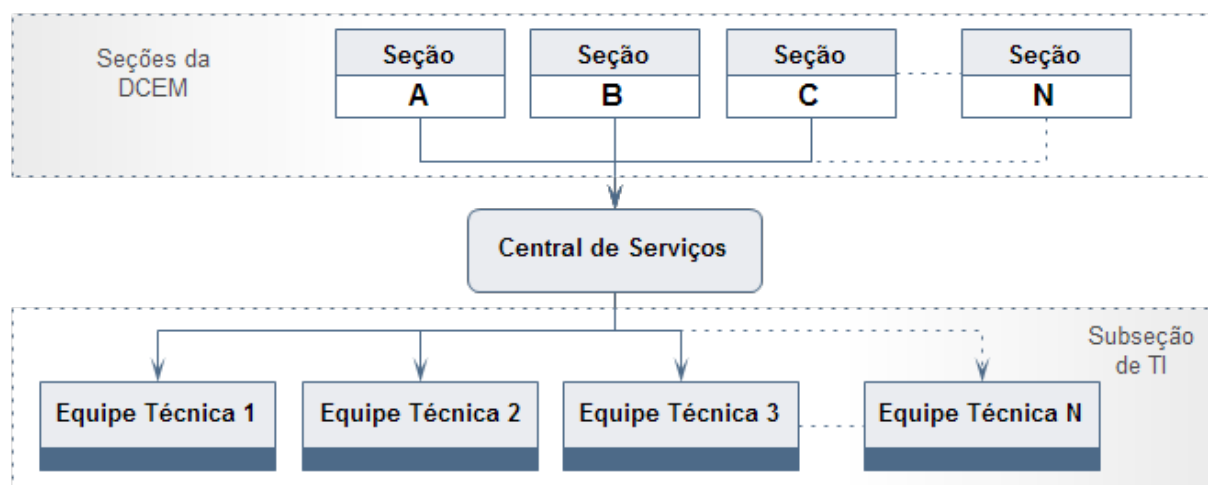 Seções da
DCEM
Seção
A
Seção
B
Seção
C
Seção
N
Central de Serviços
Subseção
de TI
Equipe Técnica 1
Equipe Técnica 2
Equipe Técnica 3
Equipe Técnica N